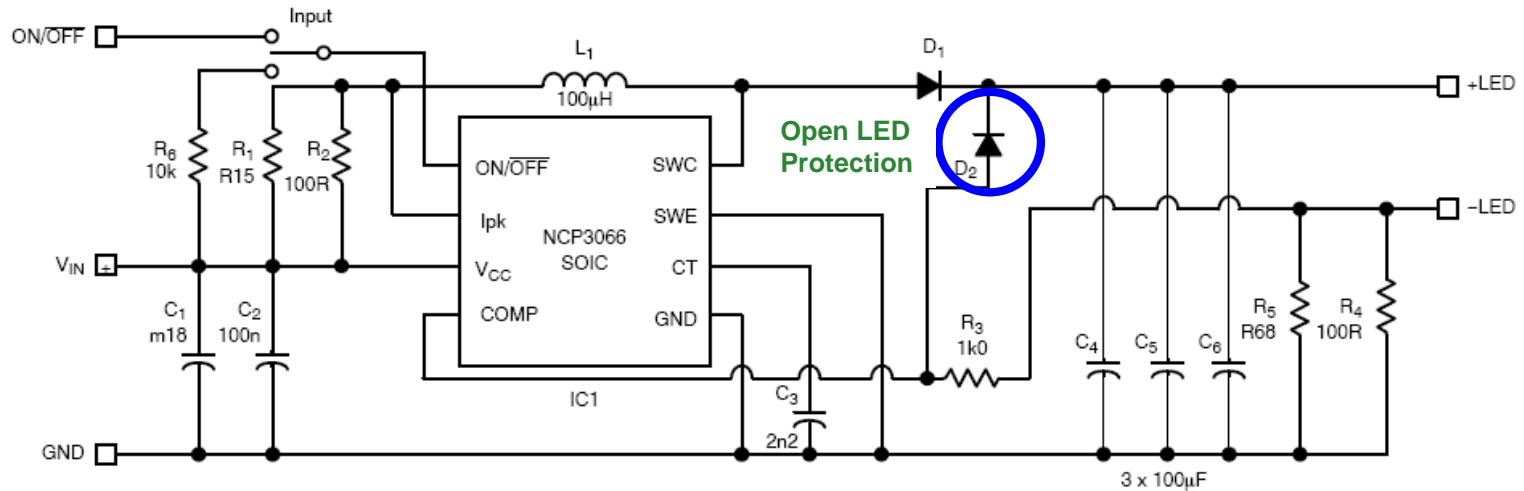 Input
ON/OFF
L1
100µH
D1
+LED
Open LED
Protection
D2
R6
10k
R1
R15
R2
100R
ON/OFF
SWC
Ipk
SWE
NCP3066
SOIC
VCC
CT
COMP
GND
VIN
+
-LED
C1
m18
C2
100n
R3
1k0
C4
C5
C6
R5
R68
R4
100R
IC1
C3
2n2
GND
3 x 100µF